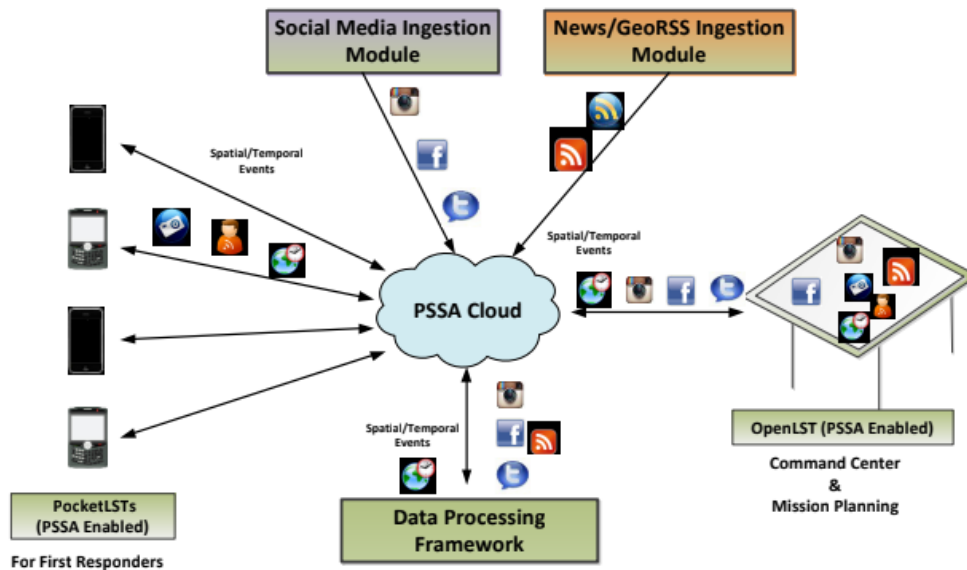 Social Media Ingestion
Module
News/GeoRSS Ingestion
Module
Spatial/Temporal
Events
Spatial/Temporal
Events
PSSA Cloud
Spatial/Temporal
Events
OpenLST (PSSA Enabled)
Command Center
&
Mission Planning
PocketLSTs
(PSSA Enabled)
For First Responders
Data Processing
Framework